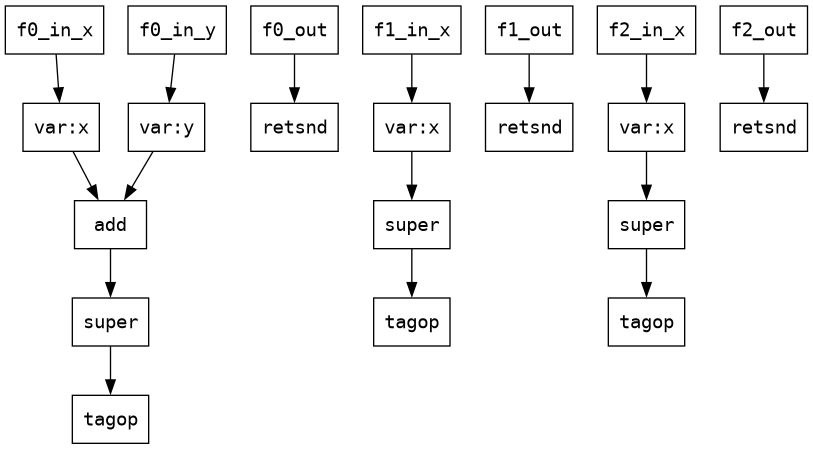 f0_in_x f0_in_y f0_out f1_in_x f1_out f2_in_x f2_out
var:x var:y retsnd var:x retsnd var:x retsnd
add super super
super tagop tagop
tagop